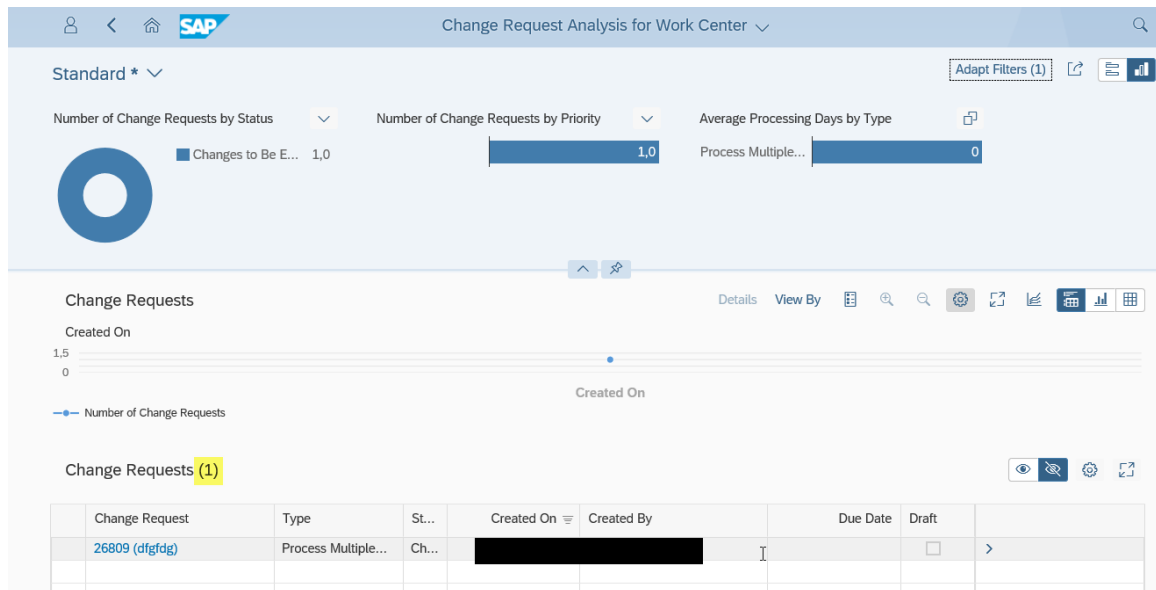 SAP Change Request Analysis for Work Center
Standard *
Adapt Filters (1)
Number of Change Requests by Status
Changes to Be E... 1,0
Number of Change Requests by Priority
1,0
Average Processing Days by Type
Process Multiple... 0
Change Requests
Details View By
Created On
1,5
0
Created On
Number of Change Requests
Change Requests (1)
Change Request Type St... Created On Created By Due Date Draft
26809 (dfgfdg) Process Multiple... Ch...